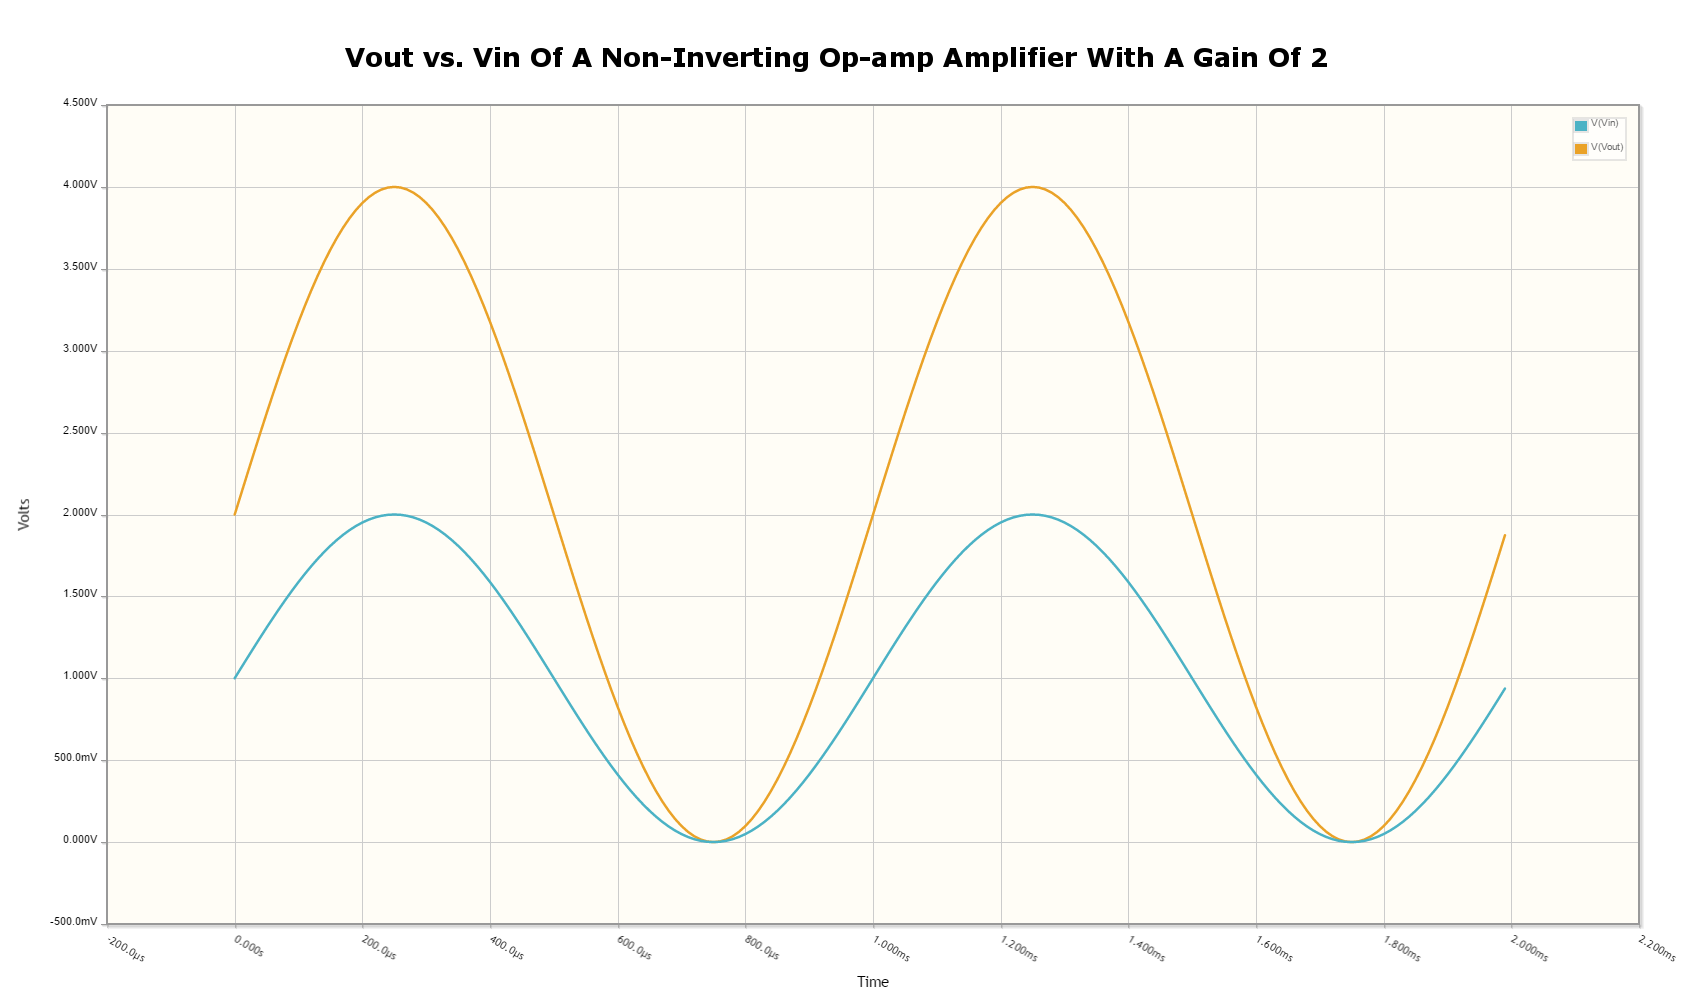 Vout vs. Vin Of A Non-Inverting Op-amp Amplifier With A Gain Of 2
4.500V
4.000V
3.500V
3.000V
2.500V
2.000V
1.500V
1.000V
500.0mV
0.000V
-500.0mV
Volts
V(Vin)
V(Vout)
-200.0µs
0.000s
200.0µs
400.0µs
600.0µs
800.0µs
1.000ms
1.200ms
1.400ms
1.600ms
1.800ms
2.000ms
2.200ms
Time